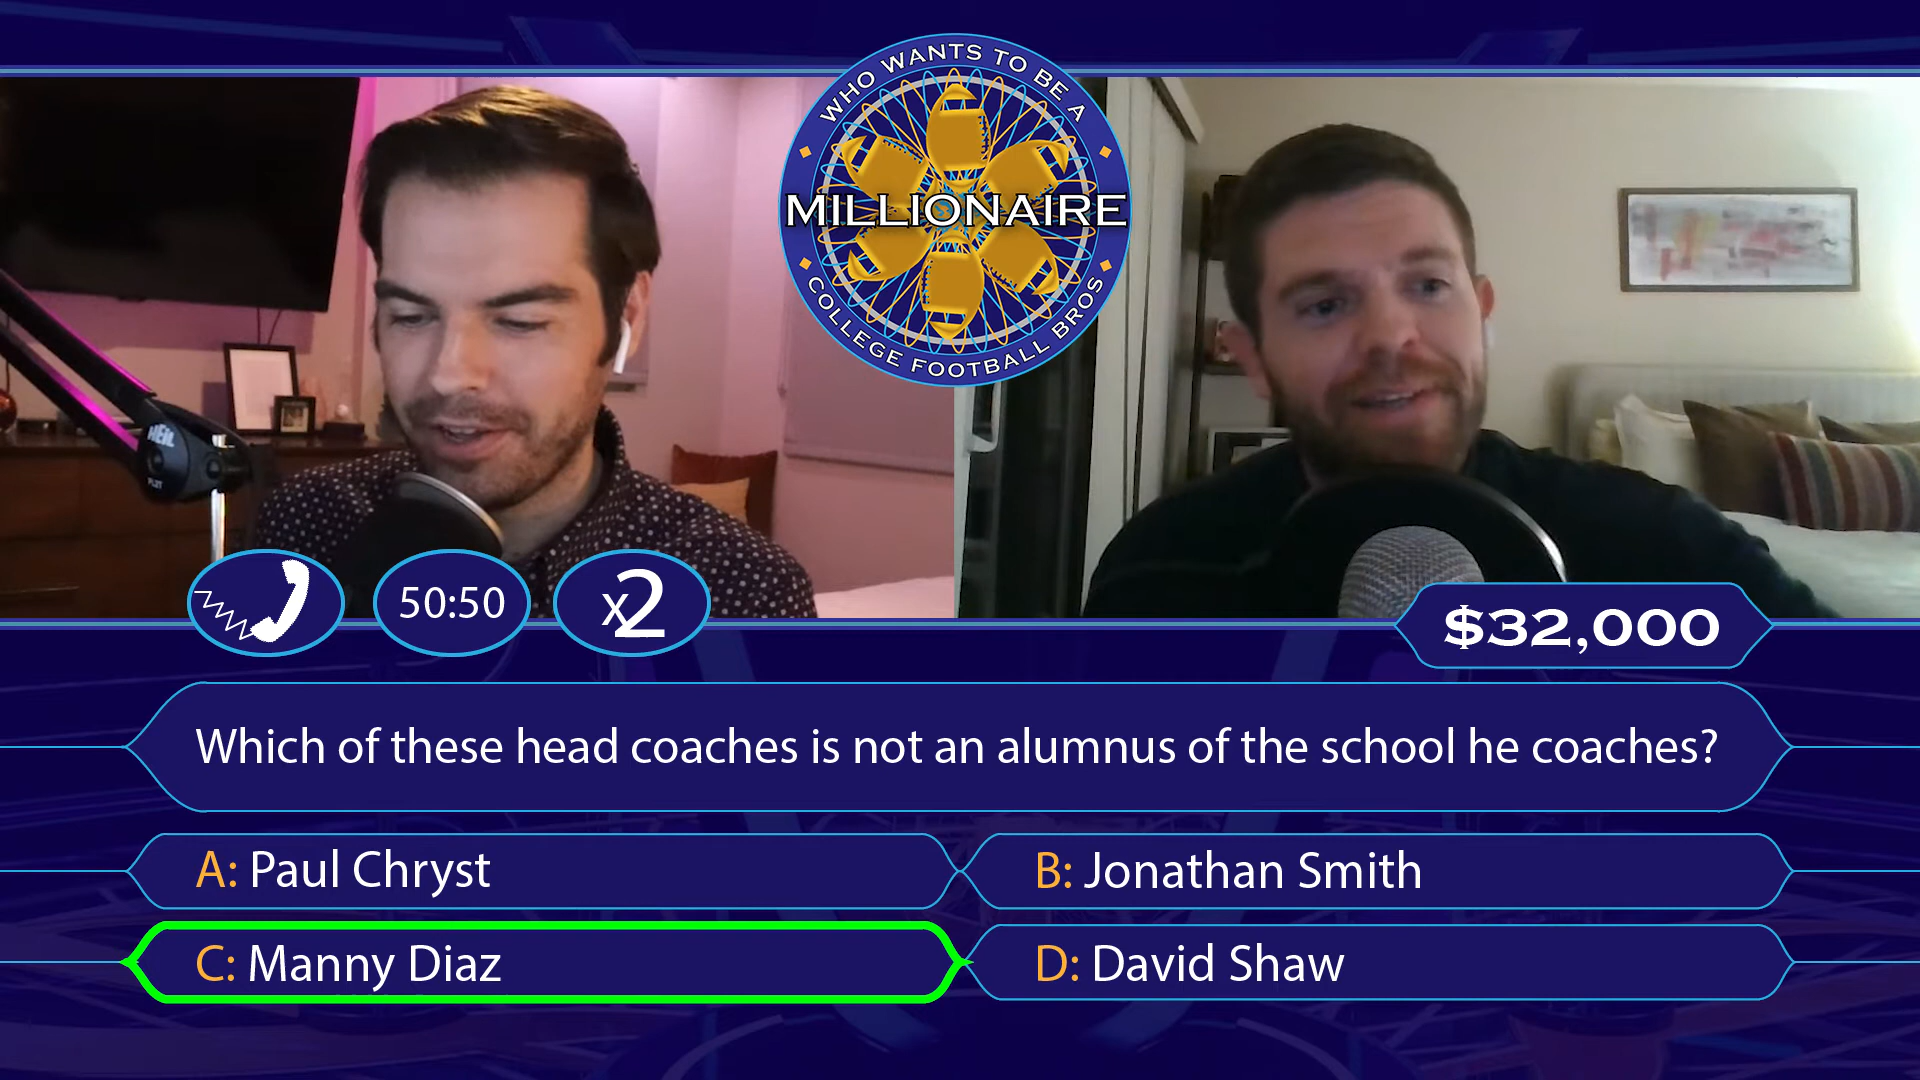 WHO WANTS TO BE A
MILLIONAIRE
COLLEGE FOOTBALL BROS
HEIL
50:50
x2
$32,000
Which of these head coaches is not an alumnus of the school he coaches?
A: Paul Chryst
B: Jonathan Smith
C: Manny Diaz
D: David Shaw